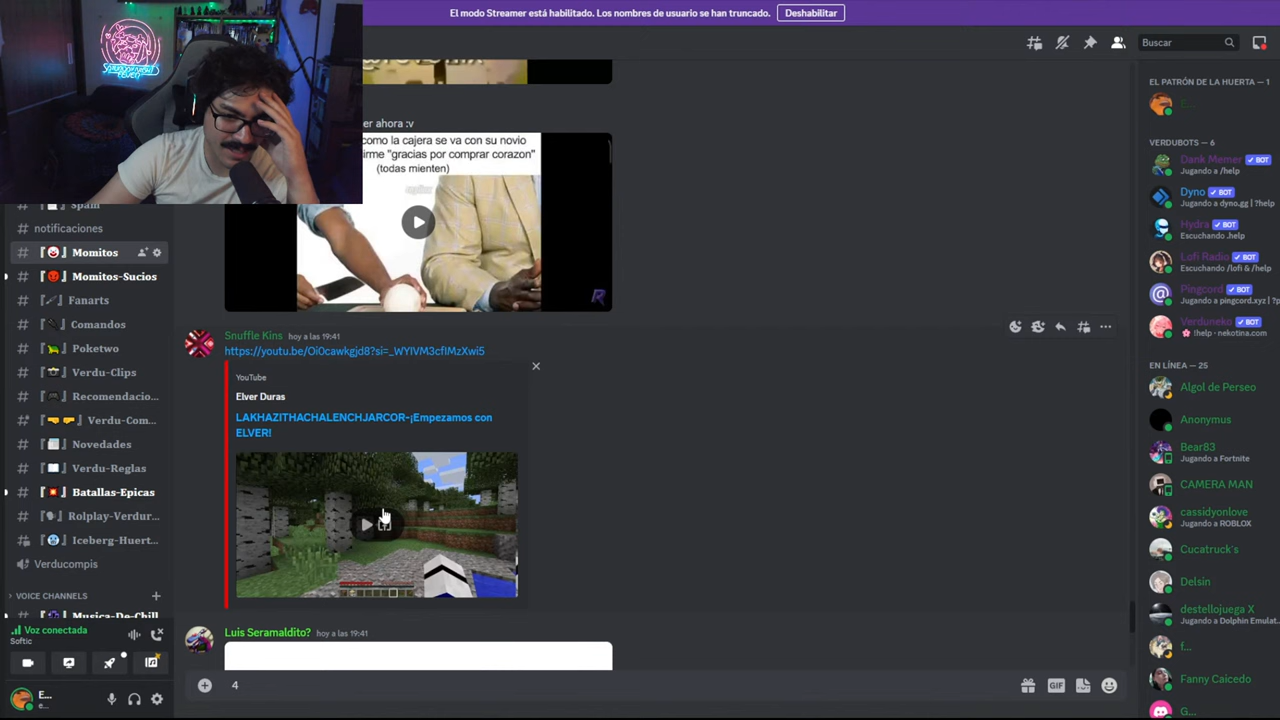 El modo Streamer está habilitado. Los nombres de usuario se han truncado.
Deshabilitar
Buscar
Spam
notificaciones
Momitos
Momitos-Sucios
Fanarts
Comandos
Poketwo
Verdu-Clips
Recomendacio...
Verdu-Com...
Novedades
Verdu-Reglas
Batallas-Epicas
Rolplay-Verdur...
Iceberg-Huert...
Verducompis
VOICE CHANNELS
Musica-De-Chill
Voz conectada
Softic
E...
e...
er ahora :v
como la cajera se va con su novio
irme "gracias por comprar corazon"
(todas mienten)
Snuffle Kins hoy a las 19:41
https://youtu.be/Oi0cawkgjd8?si=_WYIVM3cfIMzXwi5
YouTube
Elver Duras
LAKHAZITHACHALENCHJARCOR-¡Empezamos con
ELVER!
Luis Seramaldito? hoy a las 19:41
4
GIF
EL PATRÓN DE LA HUERTA — 1
E...
VERDUBOTS — 6
Dank Memer BOT
Jugando a /help
Dyno BOT
Jugando a dyno.gg | ?help
Hydra BOT
Escuchando .help
Lofi Radio BOT
Escuchando /lofi & /help
Pingcord BOT
Jugando a pingcord.xyz | ?p
Verduneko BOT
!help - nekotina.com
EN LÍNEA — 25
Algol de Perseo
Anonymus
Bear83
Jugando a Fortnite
CAMERA MAN
cassidyonlove
Jugando a ROBLOX
Cucatruck's
Delsin
destellojuega X
Jugando a Dolphin Emulat...
f...
Fanny Caicedo
G...